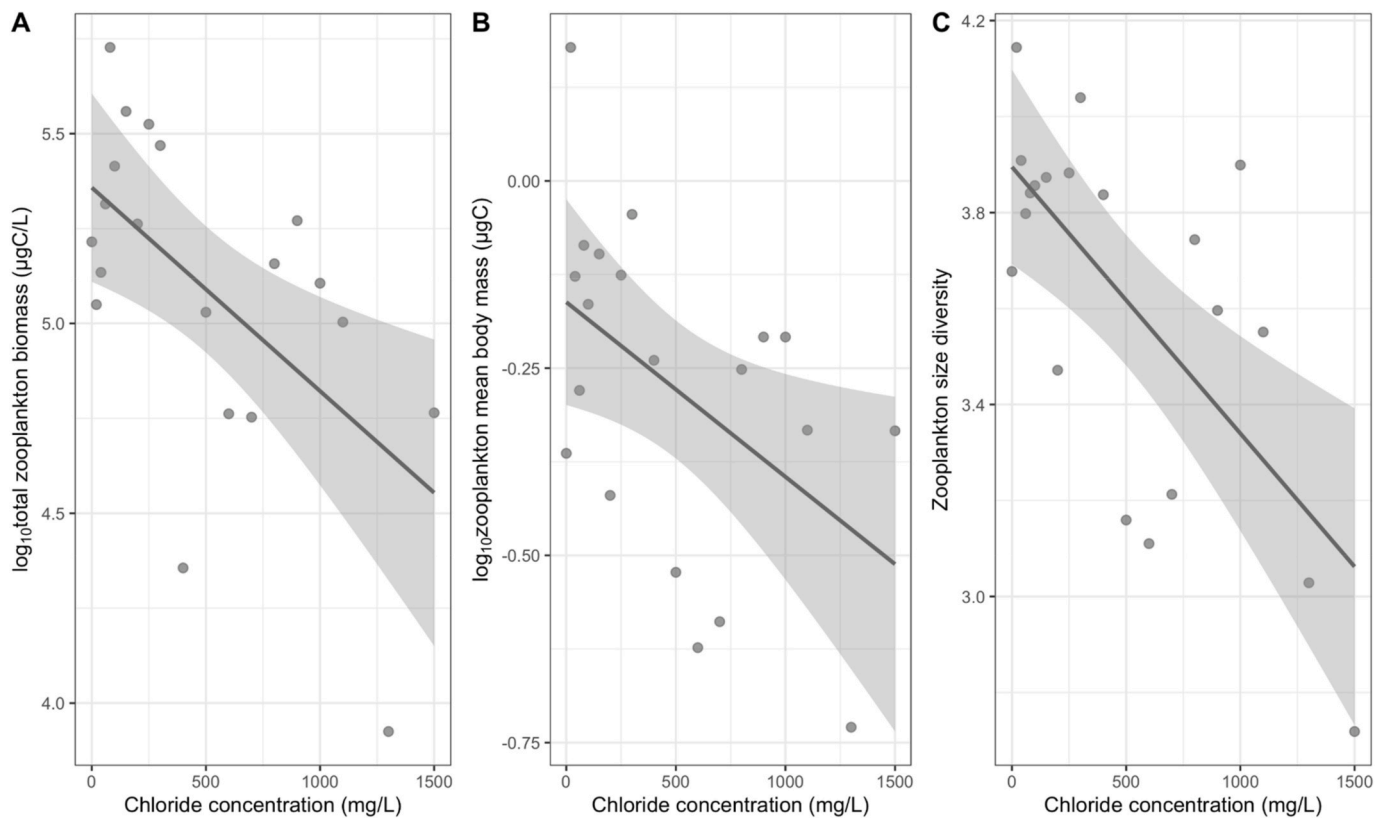 A
5.5
5.0
4.5
4.0
log₁₀total zooplankton biomass (µgC/L)
0
500
1000
1500
Chloride concentration (mg/L)
B
0.00
-0.25
-0.50
-0.75
log₁₀zooplankton mean body mass (µgC)
0
500
1000
1500
Chloride concentration (mg/L)
C
4.2
3.8
3.4
3.0
Zooplankton size diversity
0
500
1000
1500
Chloride concentration (mg/L)